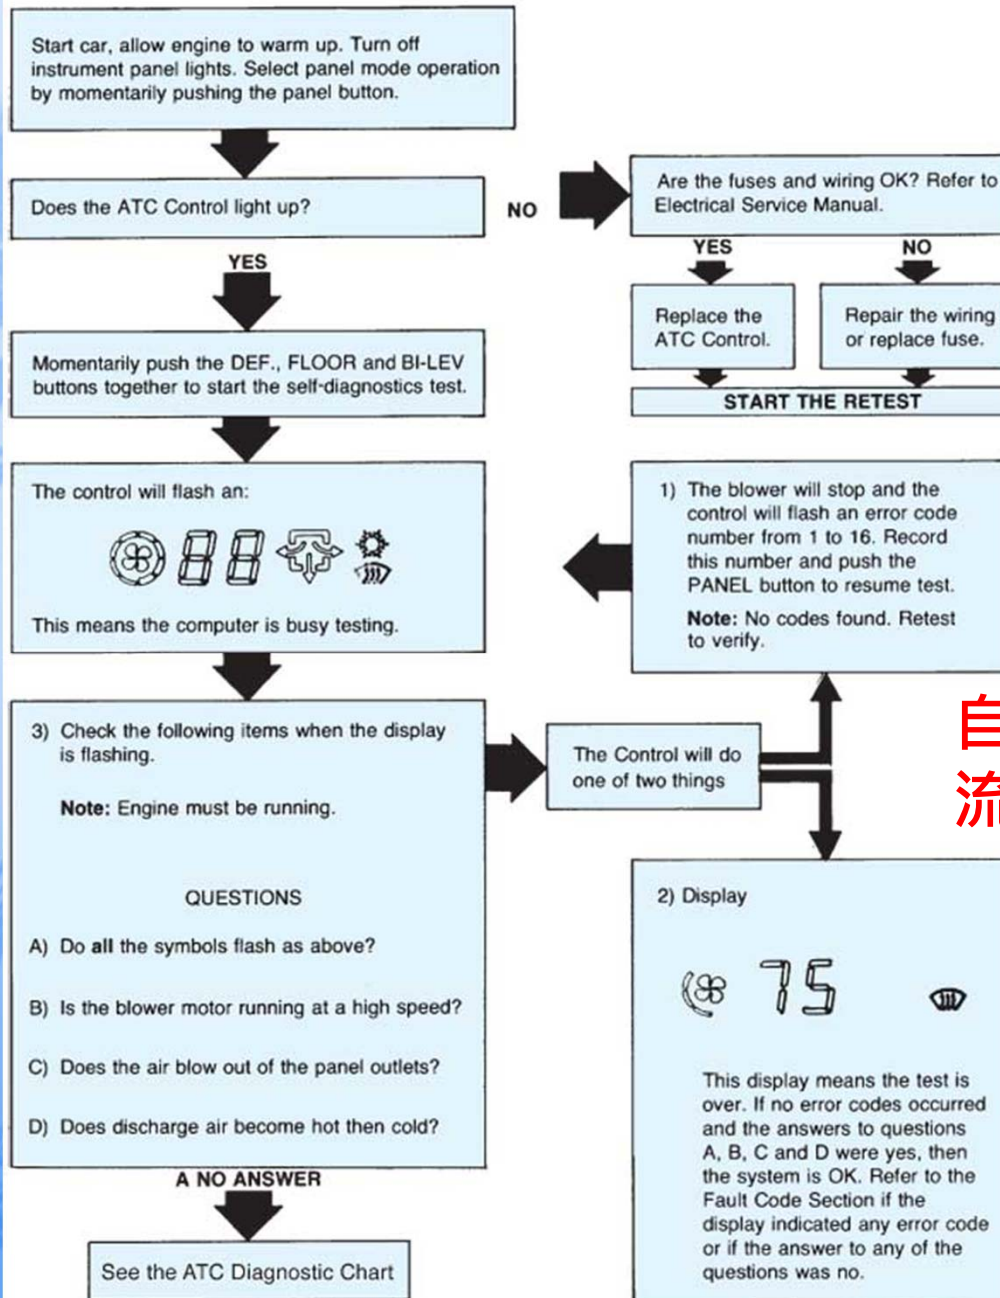 Start car, allow engine to warm up. Turn off
instrument panel lights. Select panel mode operation
by momentarily pushing the panel button.
Does the ATC Control light up?
NO
Are the fuses and wiring OK? Refer to
Electrical Service Manual.
YES
NO
Replace the
ATC Control.
Repair the wiring
or replace fuse.
START THE RETEST
YES
Momentarily push the DEF., FLOOR and BI-LEV
buttons together to start the self-diagnostics test.
The control will flash an:
88
This means the computer is busy testing.
1) The blower will stop and the
control will flash an error code
number from 1 to 16. Record
this number and push the
PANEL button to resume test.
Note: No codes found. Retest
to verify.
3) Check the following items when the display
is flashing.
Note: Engine must be running.
QUESTIONS
A) Do all the symbols flash as above?
B) Is the blower motor running at a high speed?
C) Does the air blow out of the panel outlets?
D) Does discharge air become hot then cold?
The Control will do
one of two things
自
流
2) Display
75
This display means the test is
over. If no error codes occurred
and the answers to questions
A, B, C and D were yes, then
the system is OK. Refer to the
Fault Code Section if the
display indicated any error code
or if the answer to any of the
questions was no.
A NO ANSWER
See the ATC Diagnostic Chart